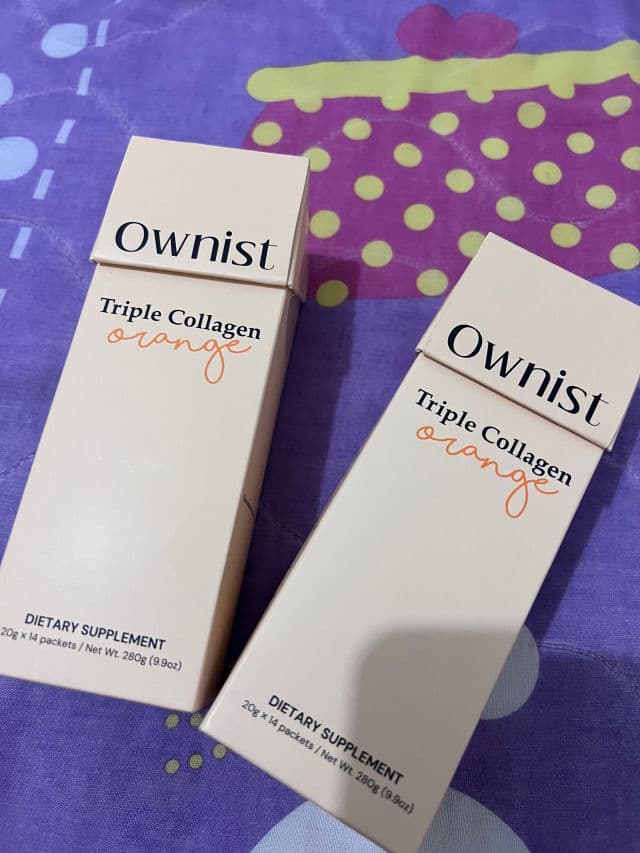 Ownist
Triple Collagen
orange
DIETARY SUPPLEMENT
20g x 14 packets / Net Wt. 280g (9.9oz)
Ownist
Triple Collagen
orange
DIETARY SUPPLEMENT
20g x 14 packets / Net Wt. 280g (9.9oz)